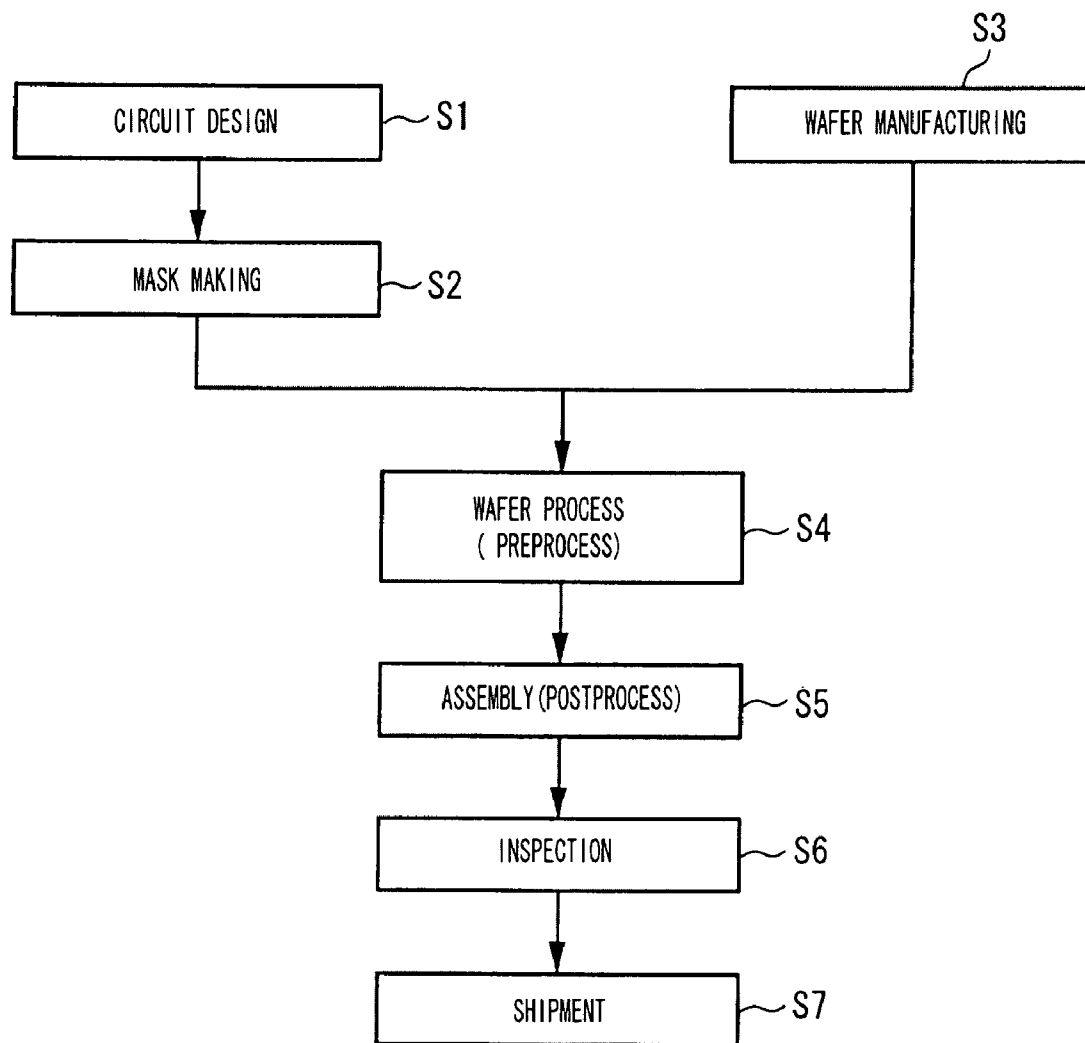 S3
CIRCUIT DESIGN
S1
WAFER MANUFACTURING
MASK MAKING
S2
WAFER PROCESS
( PREPROCESS)
S4
ASSEMBLY(POSTPROCESS)
S5
INSPECTION
S6
SHIPMENT
S7